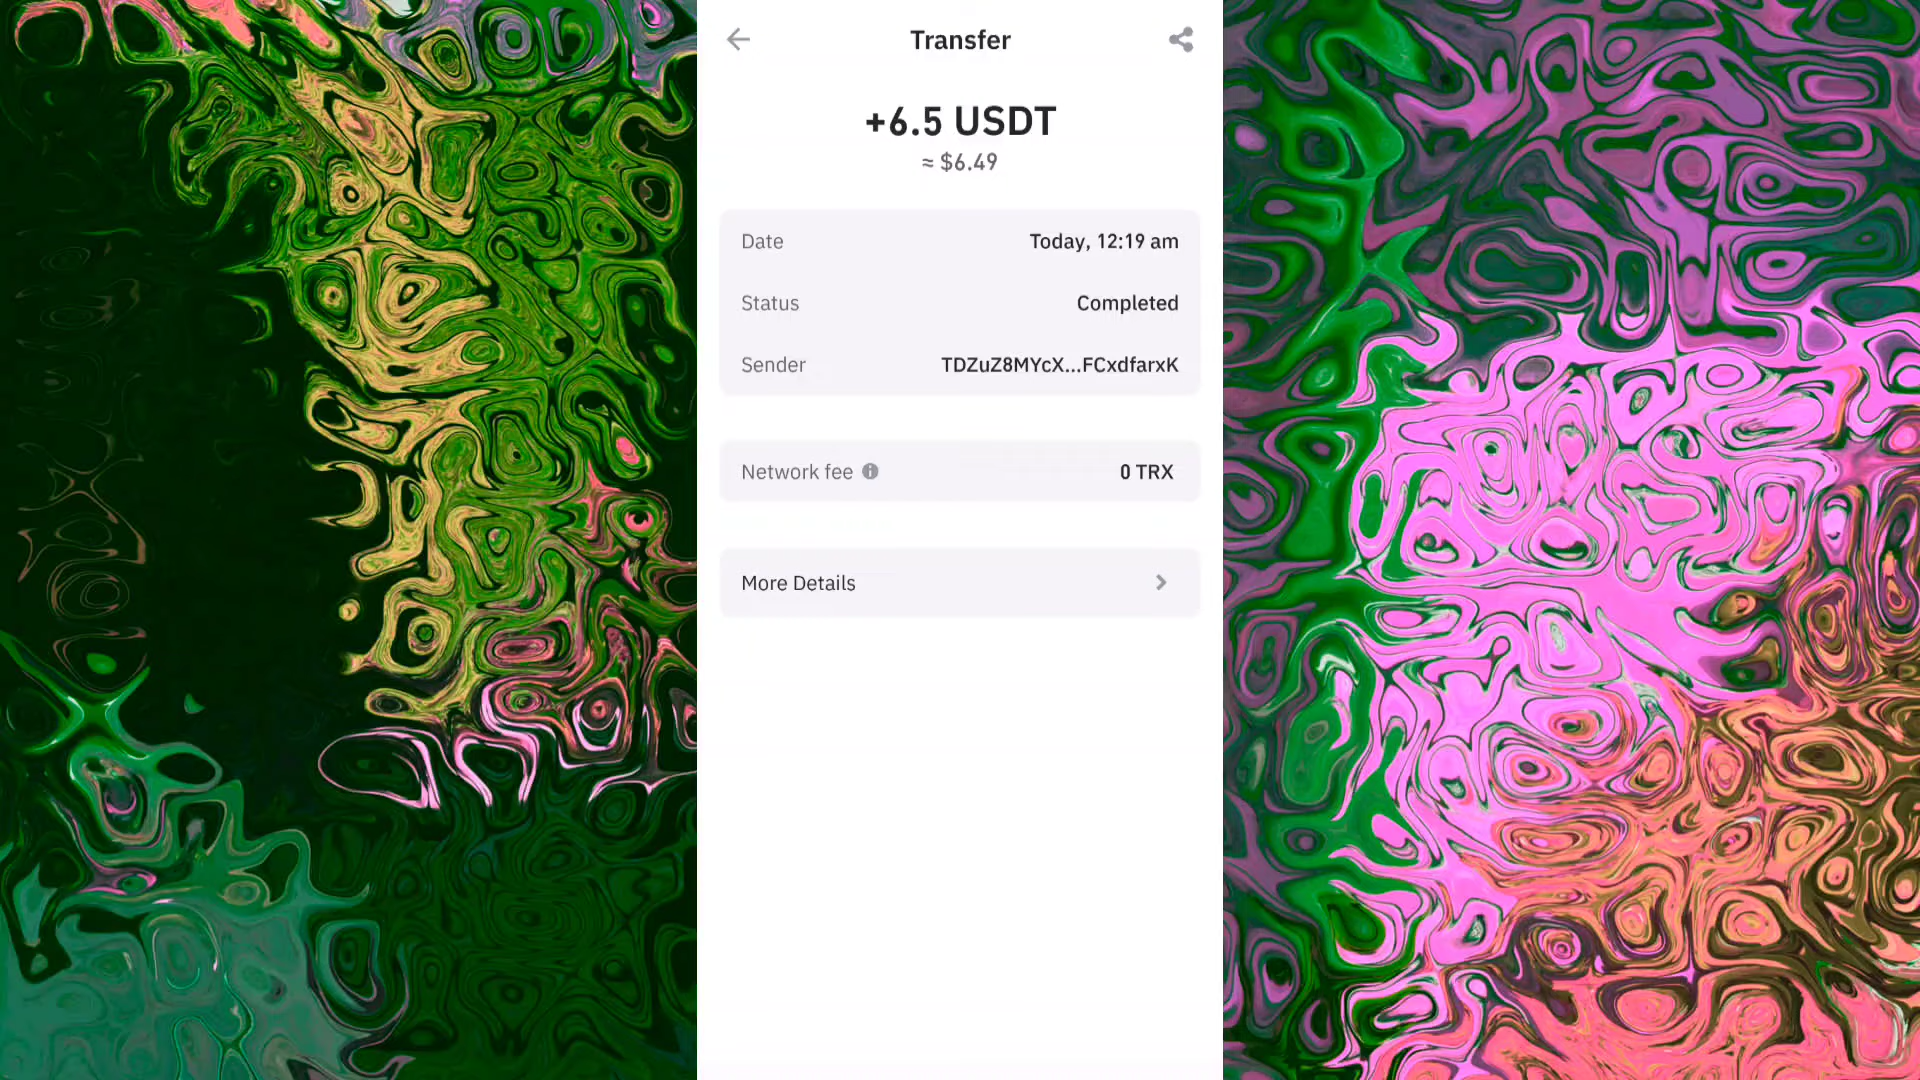 Transfer
+6.5 USDT
≈ $6.49
Date Today, 12:19 am
Status Completed
Sender TDZuZ8MYcX...FCxdfarxK
Network fee 0 TRX
More Details